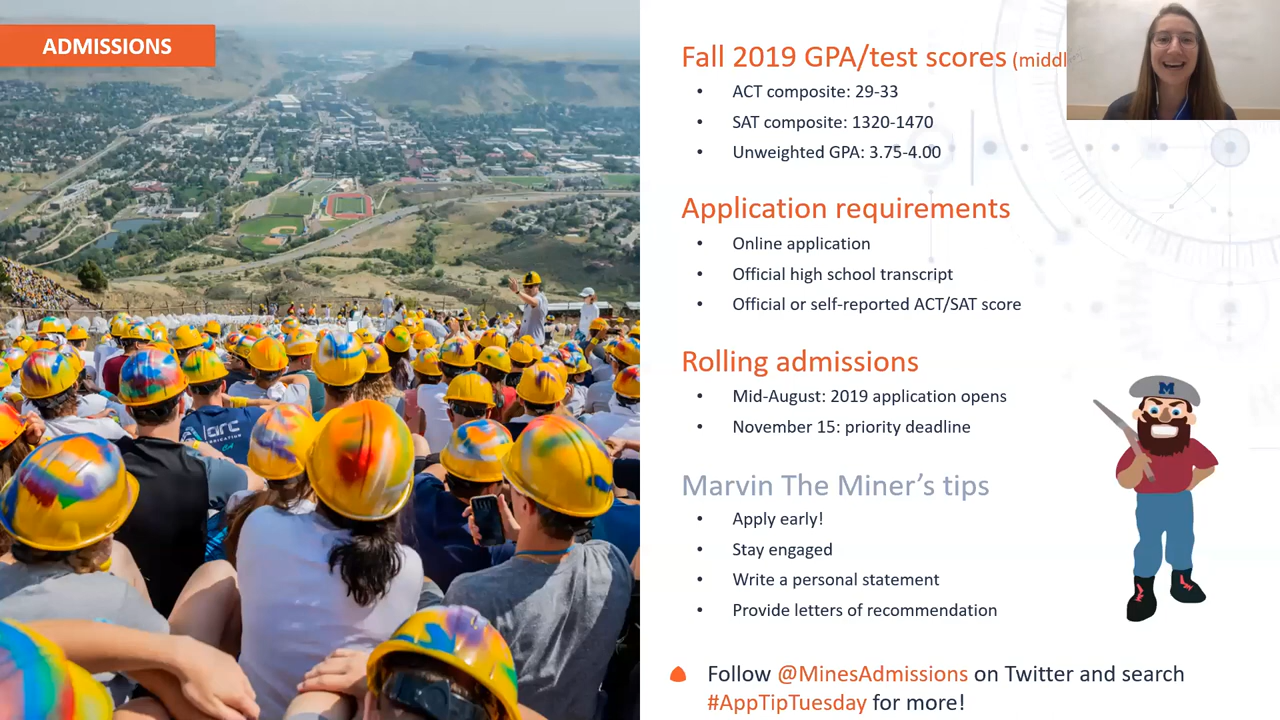 ADMISSIONS
Fall 2019 GPA/test scores
ACT composite: 29-33
SAT composite: 1320-1470
Unweighted GPA: 3.75-4.00
Application requirements
Online application
Official high school transcript
Official or self-reported ACT/SAT score
Rolling admissions
Mid-August: 2019 application opens
November 15: priority deadline
Marvin The Miner's tips
Apply early!
Stay engaged
Write a personal statement
Provide letters of recommendation
Follow @MinesAdmissions on Twitter and search
#AppTipTuesday for more!
M
arc